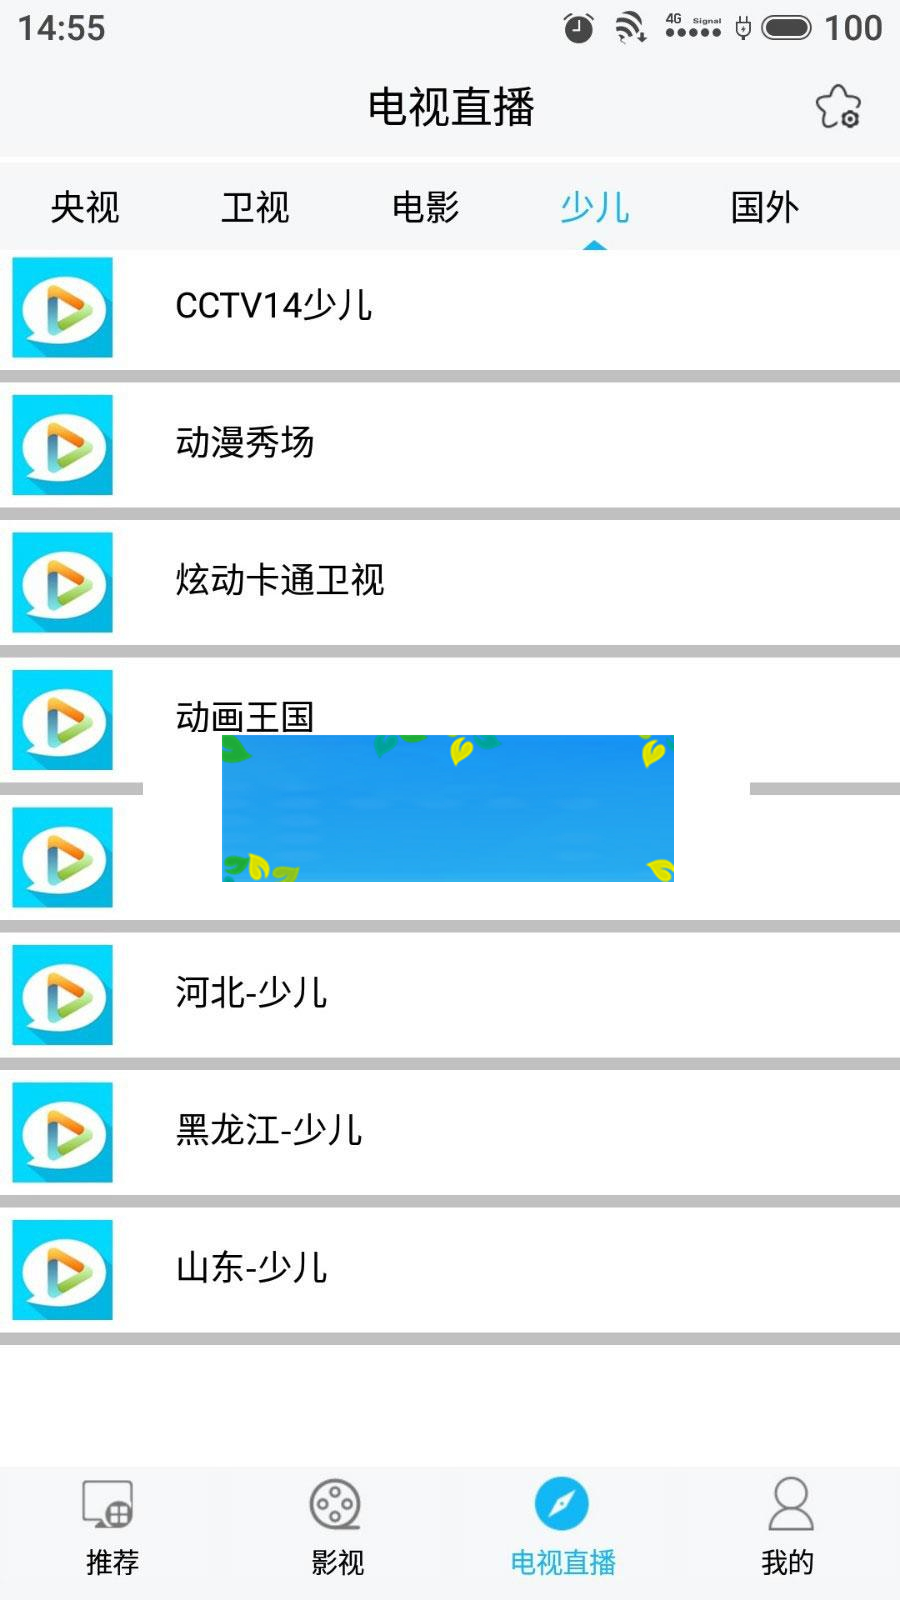 14:55
4G Signal 100
电视直播
央视 卫视 电影 少儿 国外
CCTV14少儿
动漫秀场
炫动卡通卫视
动画王国
河北-少儿
黑龙江-少儿
山东-少儿
推荐 影视 电视直播 我的